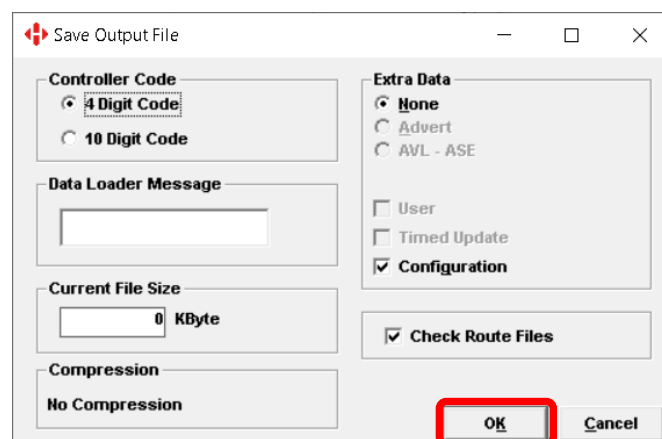 Save Output File
Controller Code
4 Digit Code
10 Digit Code
Data Loader Message
Current File Size
0 KByte
Compression
No Compression
Extra Data
None
Advert
AVL - ASE
User
Timed Update
Configuration
Check Route Files
OK
Cancel